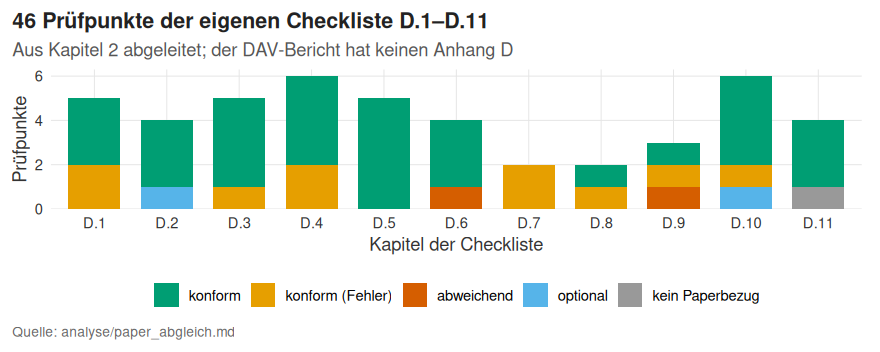 46 Prüfpunkte der eigenen Checkliste D.1–D.11
Aus Kapitel 2 abgeleitet; der DAV-Bericht hat keinen Anhang D
Prüfpunkte
6
4
2
0
D.1 D.2 D.3 D.4 D.5 D.6 D.7 D.8 D.9 D.10 D.11
Kapitel der Checkliste
konform konform (Fehler) abweichend optional kein Paperbezug
Quelle: analyse/paper_abgleich.md